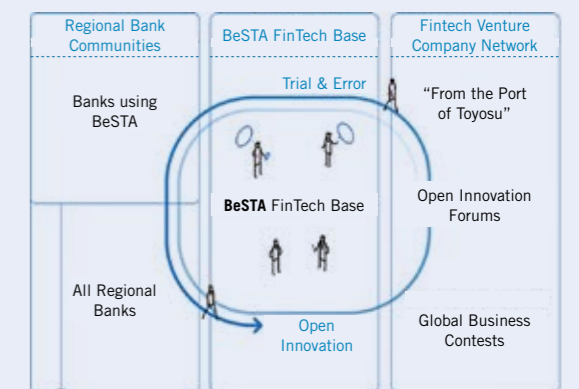 Regional Bank
Communities
BeSTA FinTech Base
Fintech Venture
Company Network
Banks using
BeSTA
All Regional
Banks
Trial & Error
BeSTA FinTech Base
Open
Innovation
“From the Port
of Toyosu”
Open Innovation
Forums
Global Business
Contests